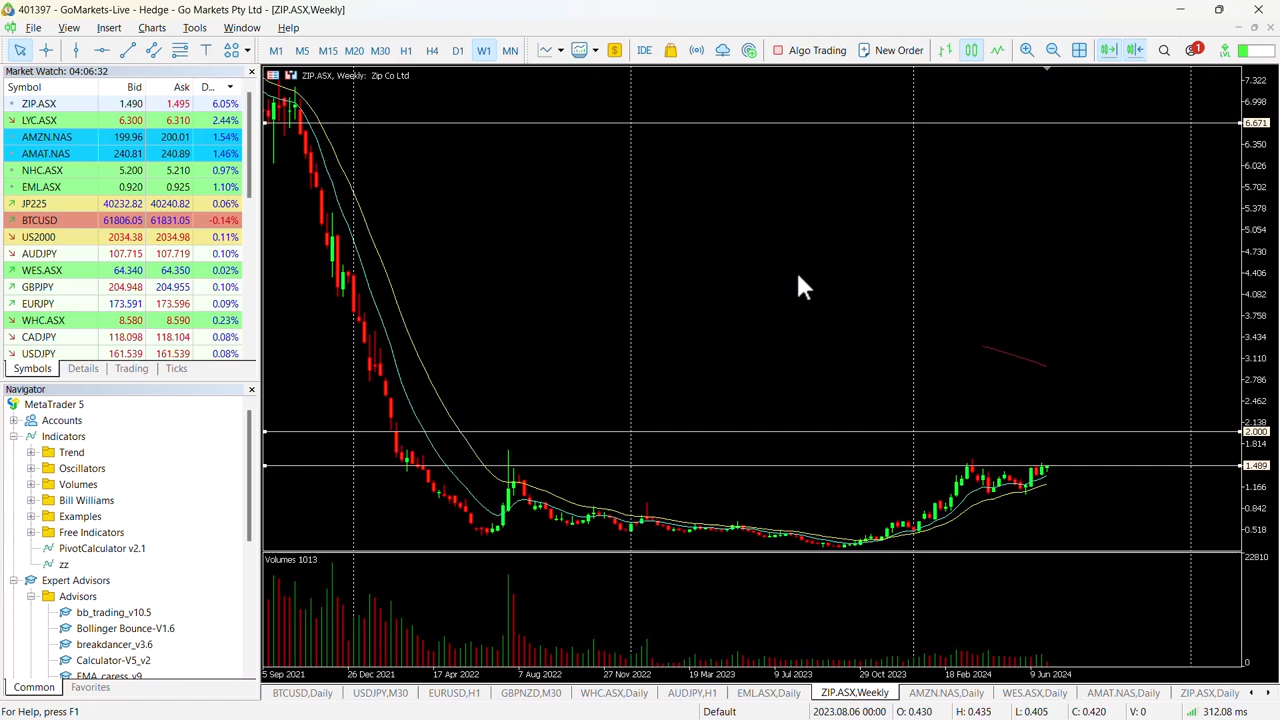 401397 - GoMarkets-Live - Hedge - Go Markets Pty Ltd - [ZIP.ASX,Weekly]
File View Insert Charts Tools Window Help
M1 M5 M15 M20 M30 H1 H4 D1 W1 MN IDE Algo Trading New Order 1
Market Watch: 04:06:32
Symbol Bid Ask D...
ZIP.ASX 1.490 1.495 6.05%
LYC.ASX 6.300 6.310 2.44%
AMZN.NAS 199.96 200.01 1.54%
AMAT.NAS 240.81 240.89 1.46%
NHC.ASX 5.200 5.210 0.97%
EML.ASX 0.920 0.925 1.10%
JP225 40232.82 40240.82 0.06%
BTCUSD 61806.05 61831.05 -0.14%
US2000 2034.38 2034.98 0.11%
AUDJPY 107.715 107.719 0.10%
WES.ASX 64.340 64.350 0.02%
GBPJPY 204.948 204.955 0.10%
EURJPY 173.591 173.596 0.09%
WHC.ASX 8.580 8.590 0.23%
CADJPY 118.098 118.104 0.08%
USDJPY 161.539 161.539 0.08%
Symbols Details Trading Ticks
Navigator
MetaTrader 5
Accounts
Indicators
Trend
Oscillators
Volumes
Bill Williams
Examples
Free Indicators
PivotCalculator v2.1
zz
Expert Advisors
Advisors
bb_trading_v10.5
Bollinger Bounce-V1.6
breakdancer_v3.6
Calculator-V5_v2
EMA_caress_v9
Common Favorites
ZIP.ASX, Weekly: Zip Co Ltd
7.322
6.998
6.671
6.350
6.026
5.702
5.378
5.054
4.730
4.406
4.082
3.758
3.434
3.110
2.786
2.462
2.138
2.000
1.814
1.489
1.166
0.842
0.518
Volumes 1013
22810
0
5 Sep 2021 26 Dec 2021 17 Apr 2022 7 Aug 2022 27 Nov 2022 19 Mar 2023 9 Jul 2023 29 Oct 2023 18 Feb 2024 9 Jun 2024
BTCUSD,Daily USDJPY,M30 EURUSD,H1 GBPNZD,M30 WHC.ASX,Daily AUDJPY,H1 EML.ASX,Daily ZIP.ASX,Weekly AMZN.NAS,Daily WES.ASX,Daily AMAT.NAS,Daily ZIP.ASX,Daily
For Help, press F1 Default 2023.08.06 00:00 O: 0.430 H: 0.435 L: 0.405 C: 0.420 V: 0 312.08 ms